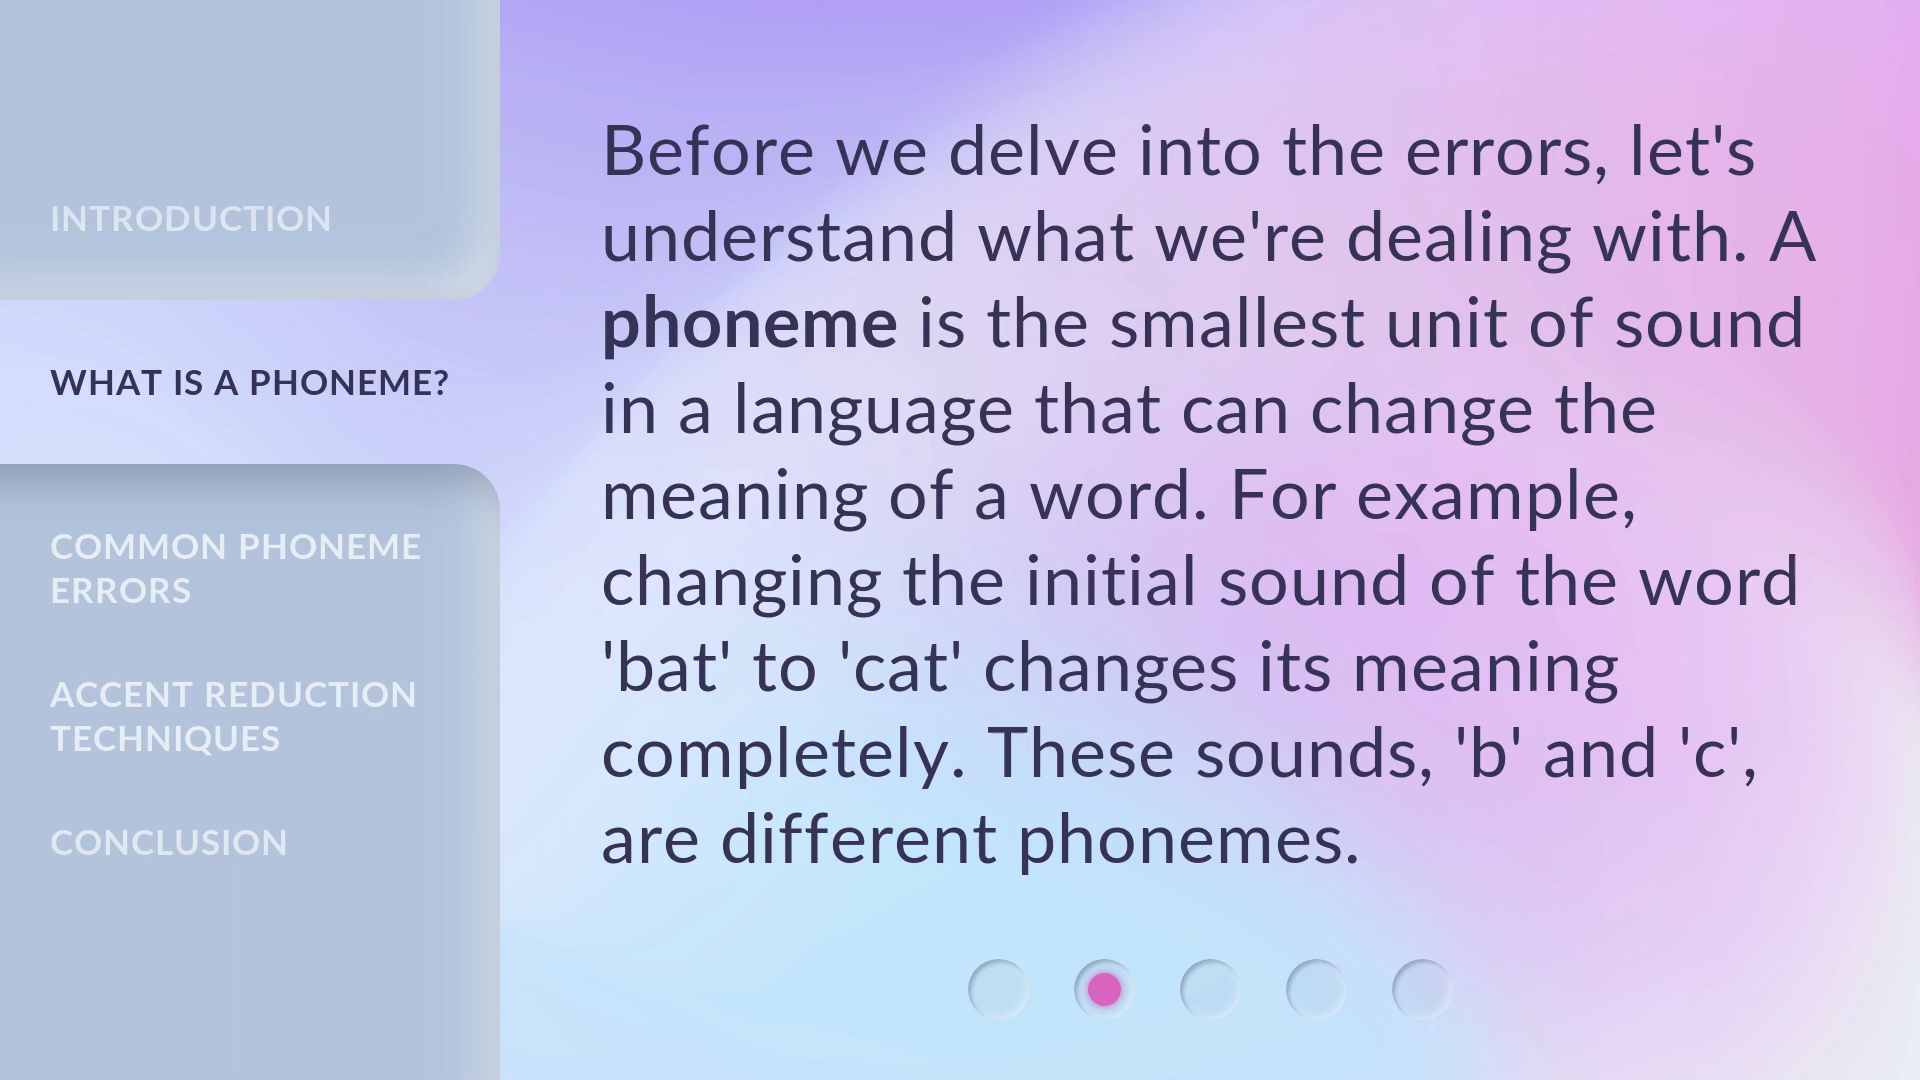 INTRODUCTION
WHAT IS A PHONEME?
COMMON PHONEME
ERRORS
ACCENT REDUCTION
TECHNIQUES
CONCLUSION
Before we delve into the errors, let's
understand what we're dealing with. A
phoneme is the smallest unit of sound
in a language that can change the
meaning of a word. For example,
changing the initial sound of the word
'bat' to 'cat' changes its meaning
completely. These sounds, 'b' and 'c',
are different phonemes.